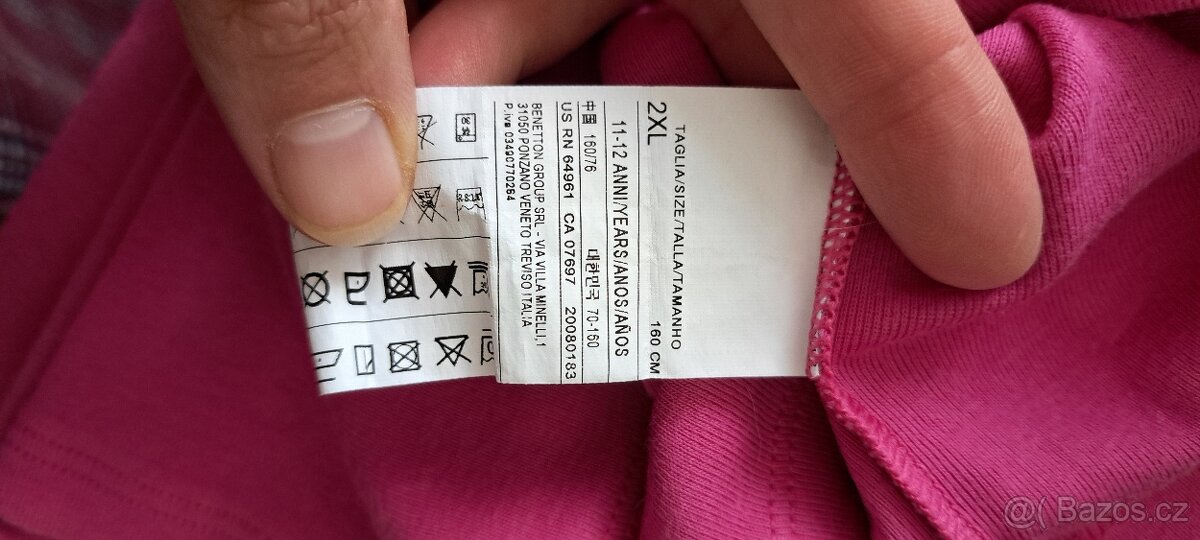 TAGLIA/SIZE/TALLA/TAMANHO
2XL 160 CM
11-12 ANNI/YEARS/ANOS/AÑOS
中国 160/76 대한민국 70-150
US RN 64961 CA 07697 20080183
BENETTON GROUP SRL - VIA VILLA MINELLI,1
31050 PONZANO VENETO TREVISO ITALIA
P.iva 03490770264
@( Bazos.cz